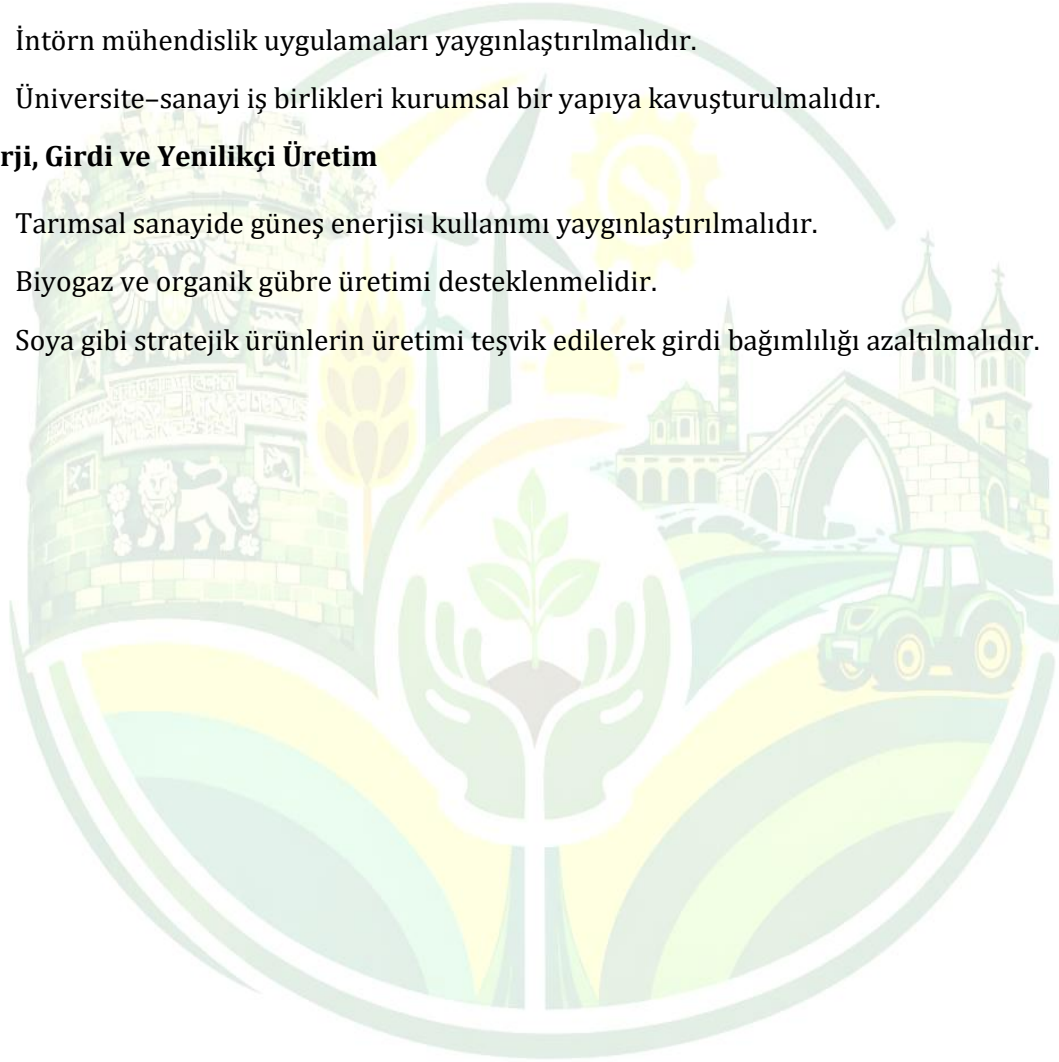 İntörn mühendislik uygulamaları yaygınlaştırılmalıdır.
Üniversite–sanayi iş birlikleri kurumsal bir yapıya kavuşturulmalıdır.
rji, Girdi ve Yenilikçi Üretim
Tarımsal sanayide güneş enerjisi kullanımı yaygınlaştırılmalıdır.
Biyogaz ve organik gübre üretimi desteklenmelidir.
Soya gibi stratejik ürünlerin üretimi teşvik edilerek girdi bağımlılığı azaltılmalıdır.